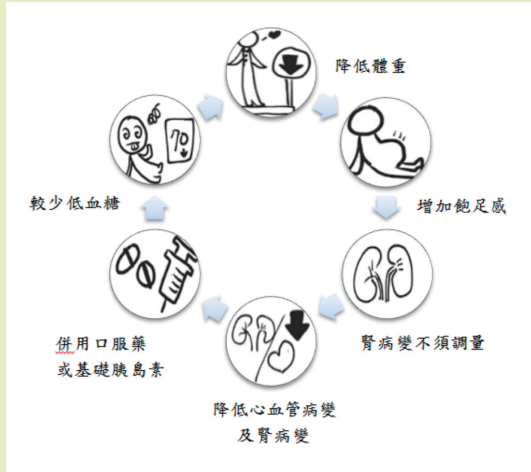 降低體重
增加飽足感
腎病變不須調量
降低心血管病變
及腎病變
併用口服藥
或基礎胰島素
較少低血糖
70